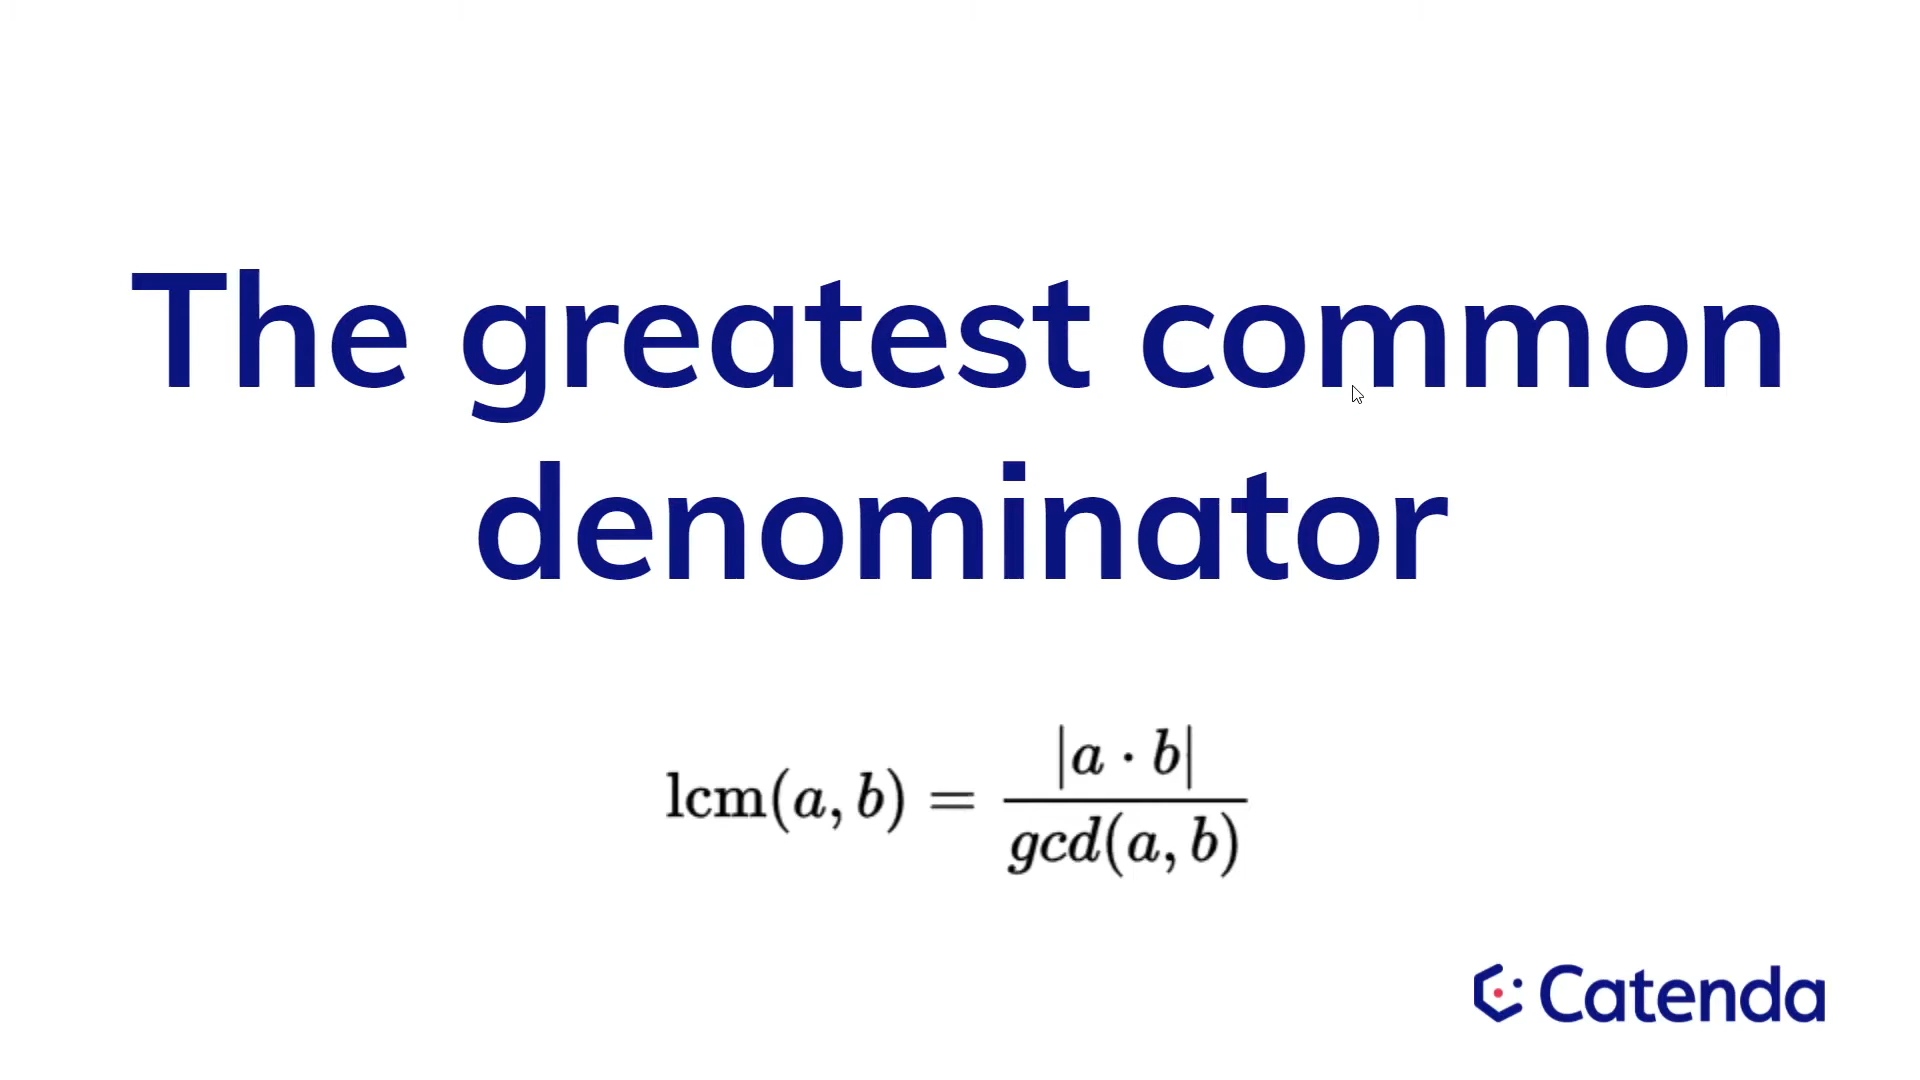 The greatest common
denominator
lcm(a, b) = |a · b| / gcd(a, b)
Catenda